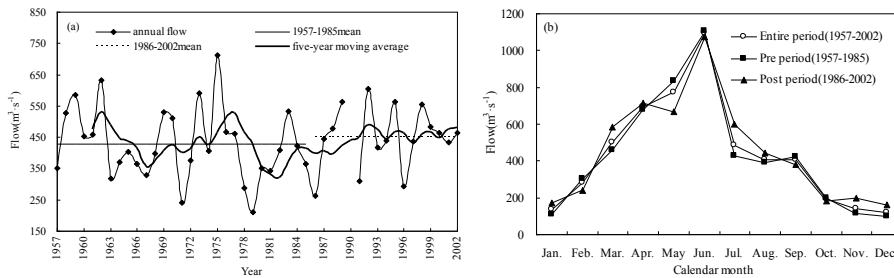 (a)
annual flow
1957-1985mean
1986-2002mean
five-year moving average
850
750
650
550
450
350
250
150
Flow(m³·s⁻¹)
1957
1960
1963
1966
1969
1972
1975
1978
1981
1984
1987
1990
1993
1996
1999
2002
Year
(b)
Entire period(1957-2002)
Pre period(1957-1985)
Post period(1986-2002)
1200
1000
800
600
400
200
0
Flow(m³·s⁻¹)
Jan. Feb. Mar. Apr. May Jun. Jul. Aug. Sep. Oct. Nov. Dec.
Calendar month